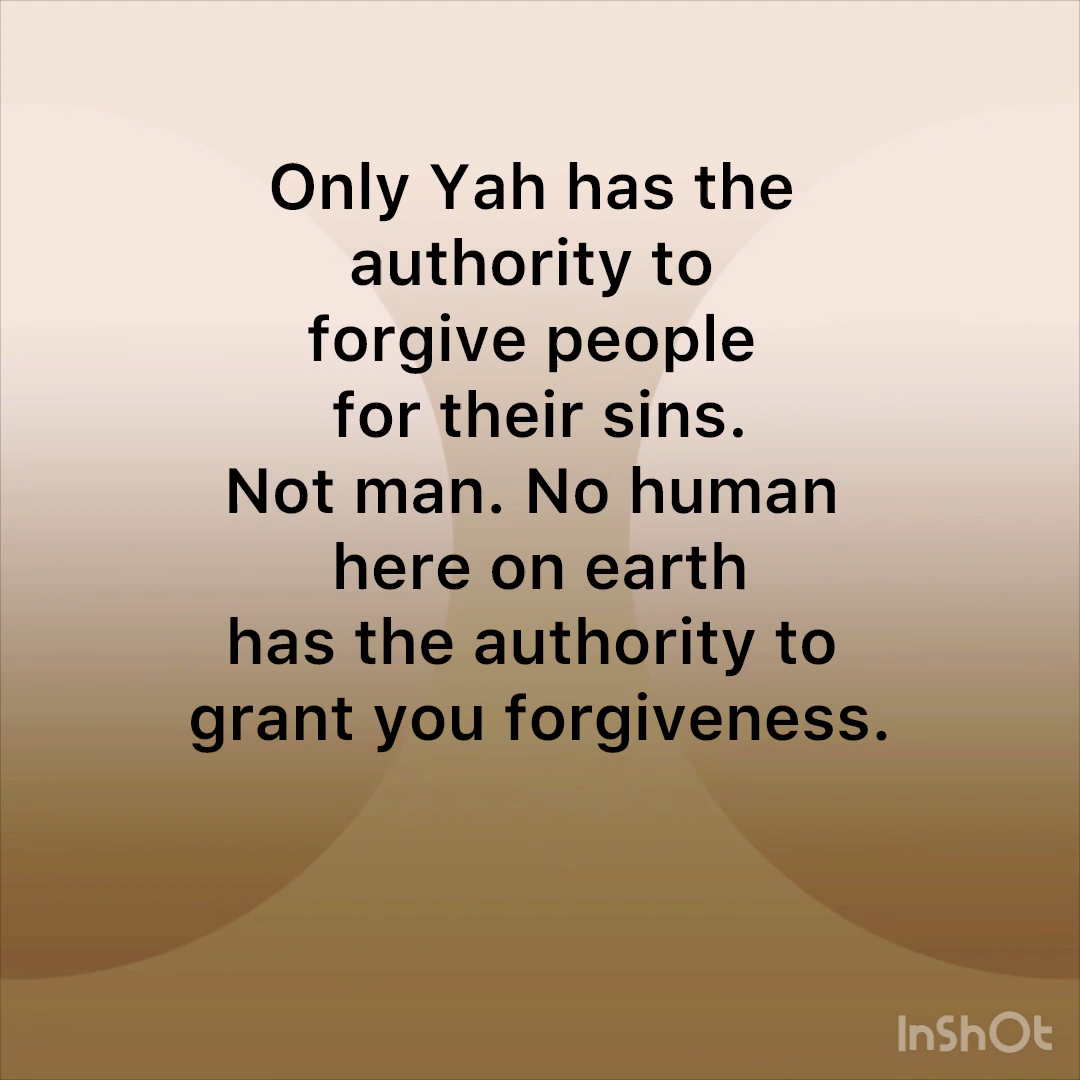 Only Yah has the
authority to
forgive people
for their sins.
Not man. No human
here on earth
has the authority to
grant you forgiveness.
InShOt